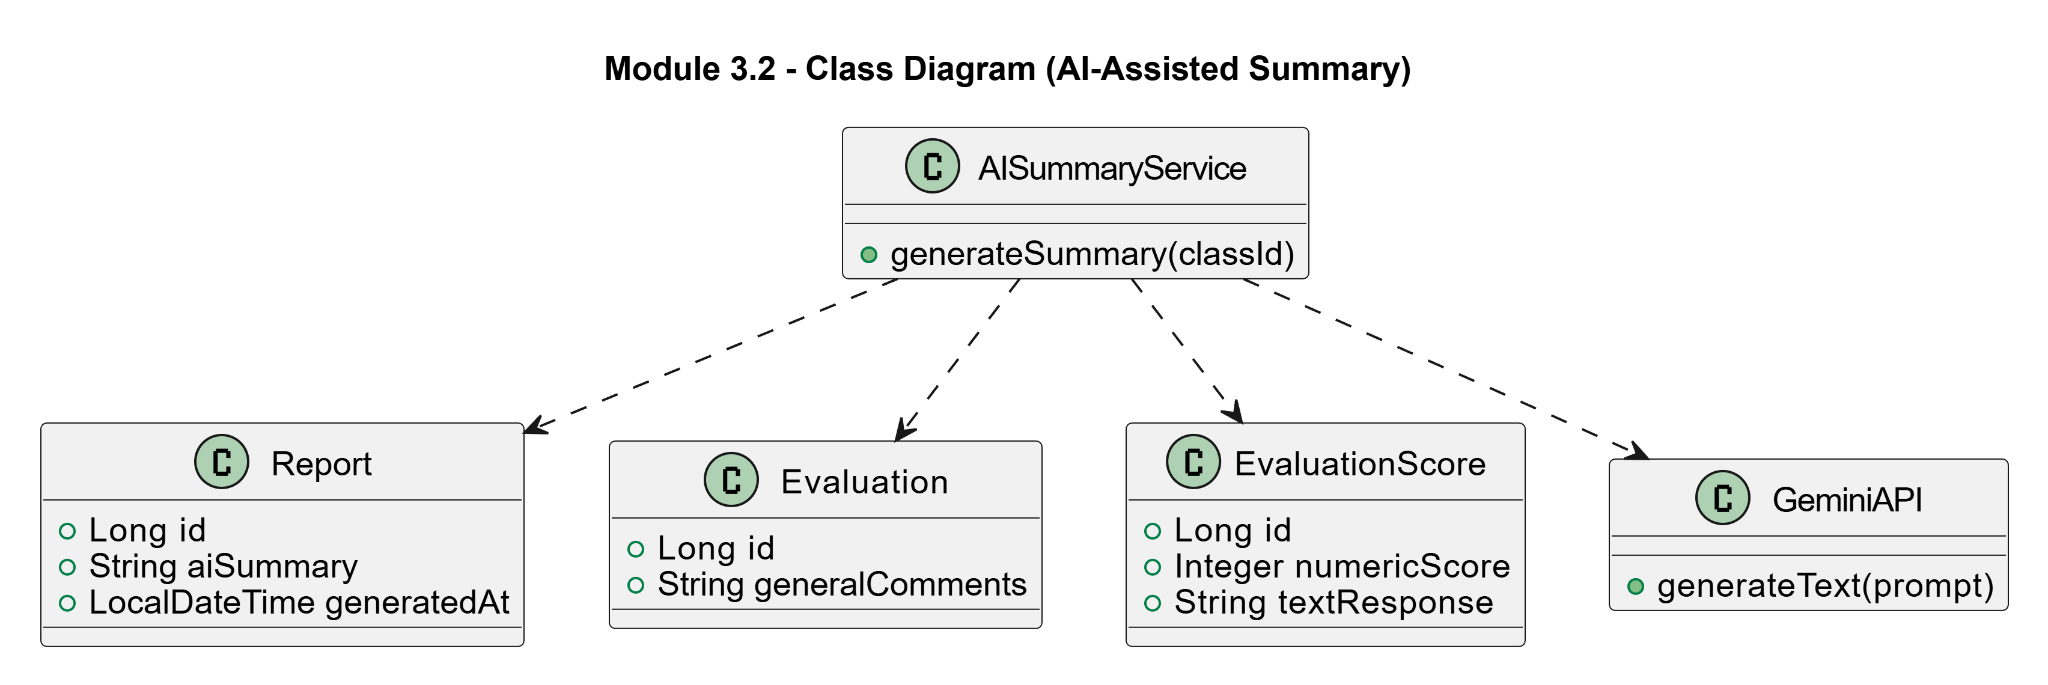 Module 3.2 - Class Diagram (AI-Assisted Summary)
C AISummaryService
generateSummary(classId)
C Report
Long id
String aiSummary
LocalDateTime generatedAt
C Evaluation
Long id
String generalComments
C EvaluationScore
Long id
Integer numericScore
String textResponse
C GeminiAPI
generateText(prompt)